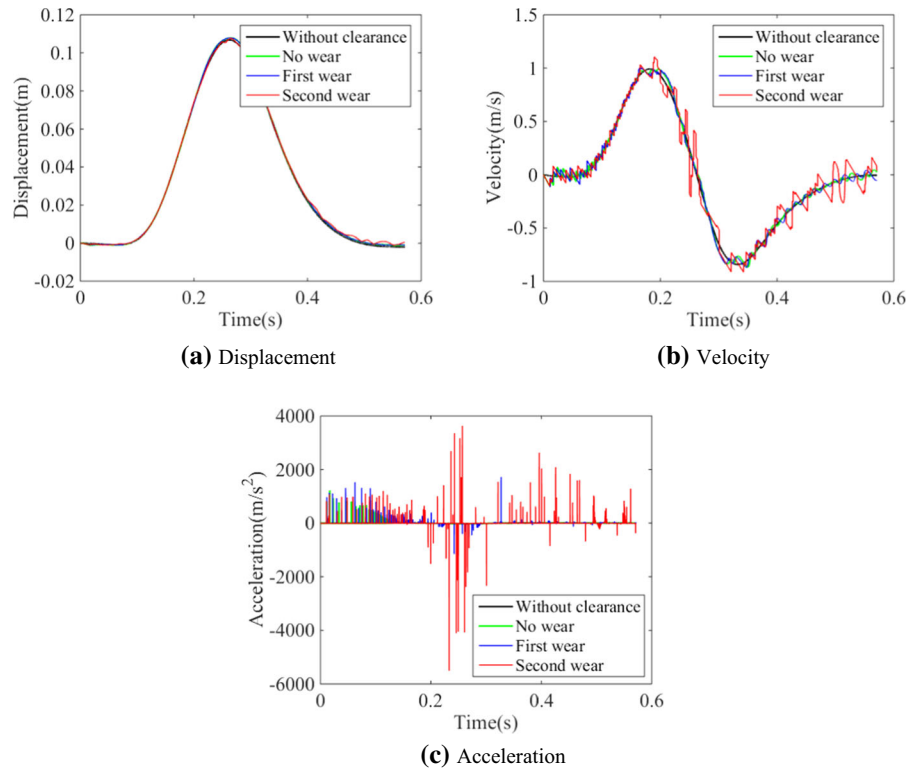 0.12
0.1
0.08
0.06
0.04
0.02
0
-0.02
Displacement(m)
Without clearance
No wear
First wear
Second wear
0
0.2
0.4
0.6
Time(s)
(a) Displacement
1.5
1
0.5
0
-0.5
-1
Velocity(m/s)
Without clearance
No wear
First wear
Second wear
0
0.2
0.4
0.6
Time(s)
(b) Velocity
4000
2000
0
-2000
-4000
-6000
Acceleration(m/s²)
Without clearance
No wear
First wear
Second wear
0
0.2
0.4
0.6
Time(s)
(c) Acceleration